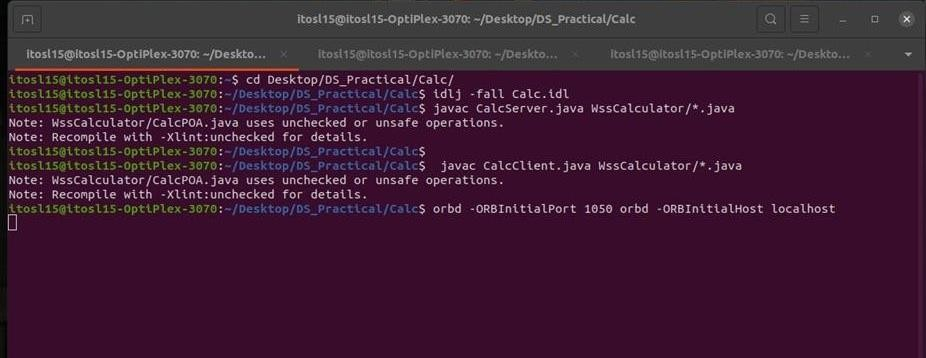 itosl15@itosl15-OptiPlex-3070: ~/Desktop/DS_Practical/Calc
itosl15@itosl15-OptiPlex-3070: ~/Deskto...
itosl15@itosl15-OptiPlex-3070: ~/Deskto...
itosl15@itosl15-OptiPlex-3070: ~/Deskto...
itosl15@itosl15-OptiPlex-3070:~$ cd Desktop/DS_Practical/Calc/
itosl15@itosl15-OptiPlex-3070:~/Desktop/DS_Practical/Calc$ idlj -fall Calc.idl
itosl15@itosl15-OptiPlex-3070:~/Desktop/DS_Practical/Calc$ javac CalcServer.java WssCalculator/*.java
Note: WssCalculator/CalcPOA.java uses unchecked or unsafe operations.
Note: Recompile with -Xlint:unchecked for details.
itosl15@itosl15-OptiPlex-3070:~/Desktop/DS_Practical/Calc$
itosl15@itosl15-OptiPlex-3070:~/Desktop/DS_Practical/Calc$  javac CalcClient.java WssCalculator/*.java
Note: WssCalculator/CalcPOA.java uses unchecked or unsafe operations.
Note: Recompile with -Xlint:unchecked for details.
itosl15@itosl15-OptiPlex-3070:~/Desktop/DS_Practical/Calc$ orbd -ORBInitialPort 1050 orbd -ORBInitialHost localhost